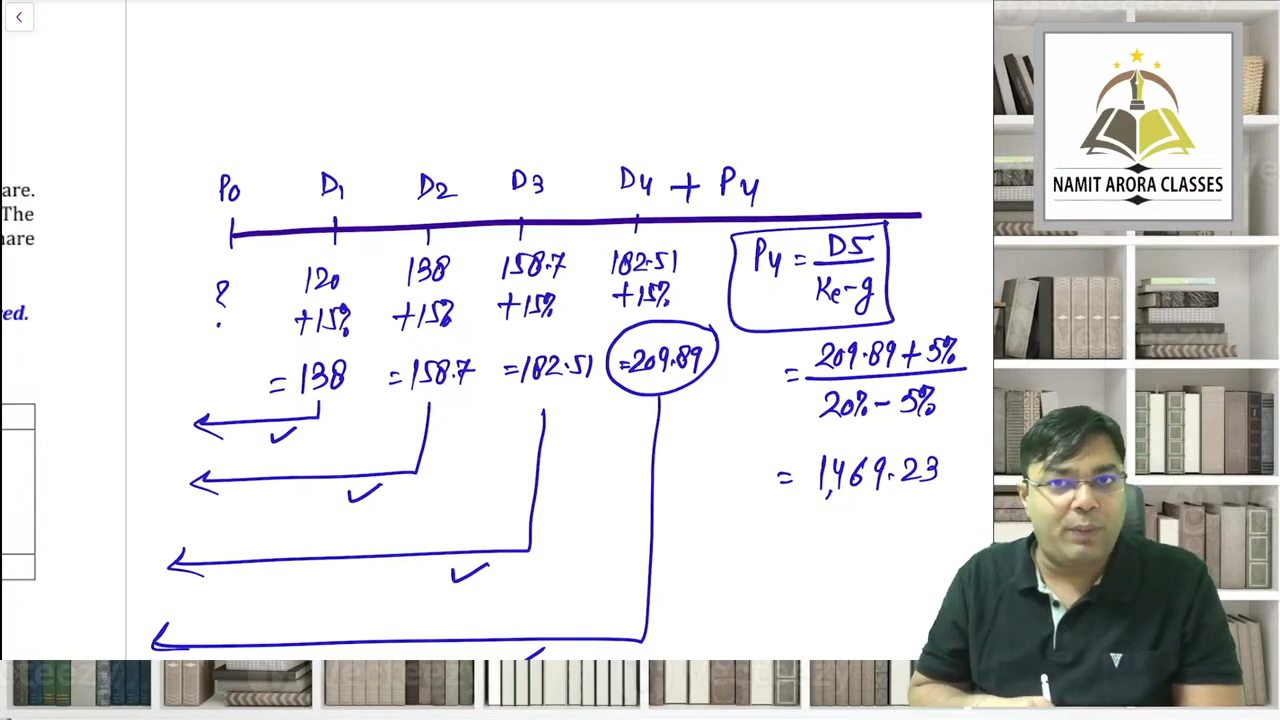 are.
The
hare
ed.
P0 D1 D2 D3 D4 + P4
? 120 138 158.7 182.51
+15% +15% +15% +15%
=138 =158.7 =182.51 =209.89
P4 = D5
Ke-g
= 209.89+5%
20%-5%
= 1,469.23
NAMIT ARORA CLASSES